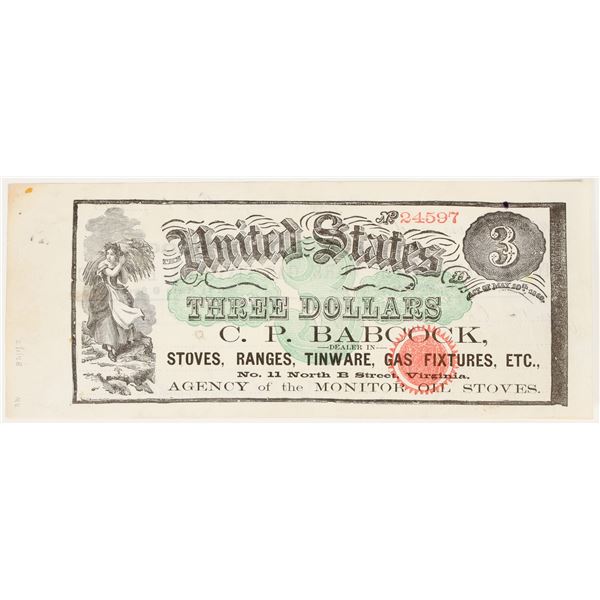 No 24597
United States
3
THREE DOLLARS
C. P. BABCOCK,
DEALER IN
STOVES, RANGES, TINWARE, GAS FIXTURES, ETC.,
No. 11 North B Street, Virginia.
AGENCY of the MONITOR OIL STOVES.